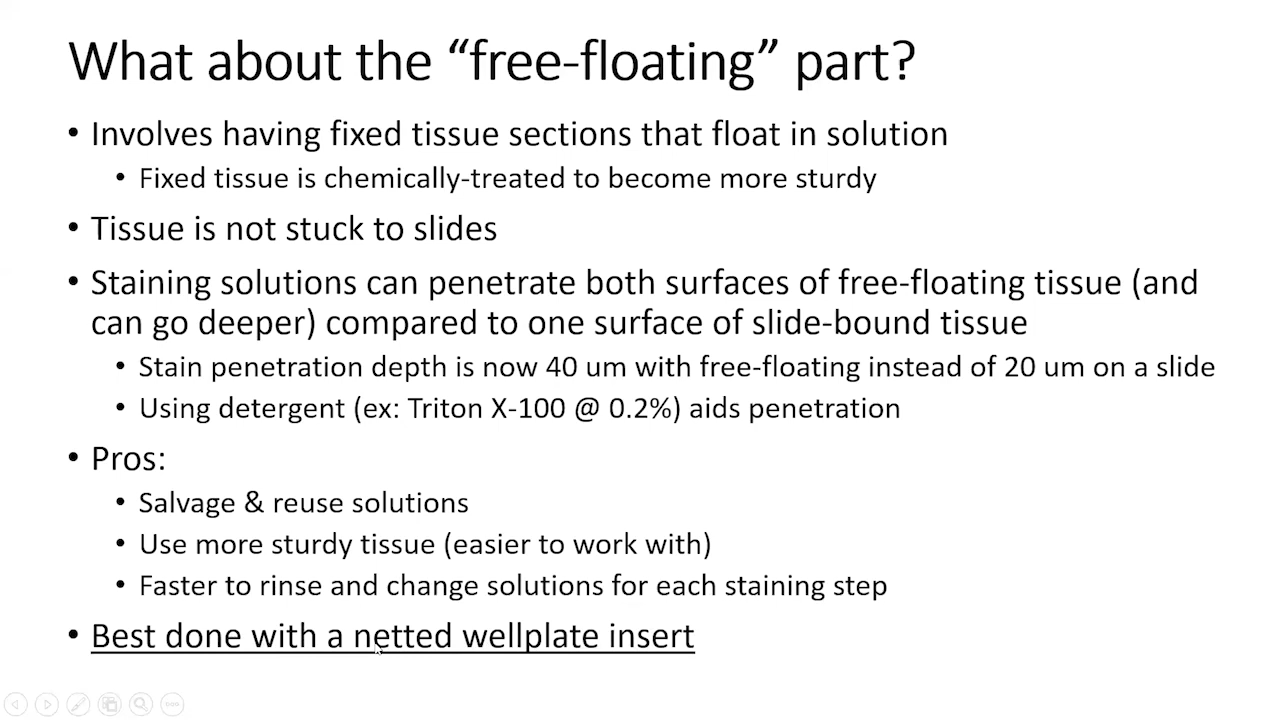 What about the “free-floating” part?
• Involves having fixed tissue sections that float in solution
• Fixed tissue is chemically-treated to become more sturdy
• Tissue is not stuck to slides
• Staining solutions can penetrate both surfaces of free-floating tissue (and
can go deeper) compared to one surface of slide-bound tissue
• Stain penetration depth is now 40 um with free-floating instead of 20 um on a slide
• Using detergent (ex: Triton X-100 @ 0.2%) aids penetration
• Pros:
• Salvage & reuse solutions
• Use more sturdy tissue (easier to work with)
• Faster to rinse and change solutions for each staining step
• Best done with a netted wellplate insert